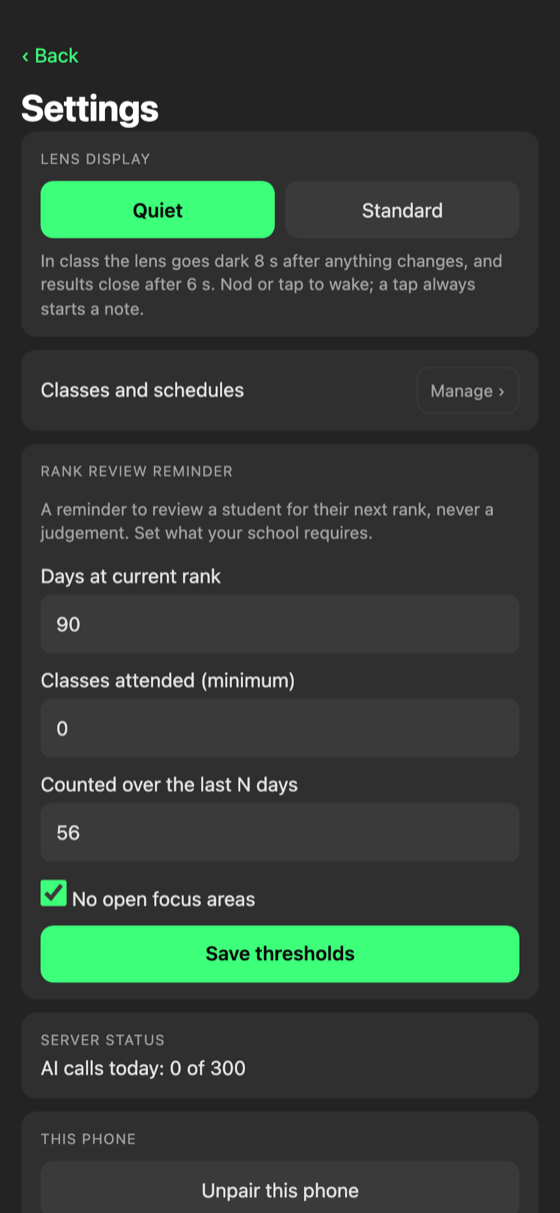 ‹ Back
Settings
LENS DISPLAY
Quiet
Standard
In class the lens goes dark 8 s after anything changes, and
results close after 6 s. Nod or tap to wake; a tap always
starts a note.
Classes and schedules
Manage ›
RANK REVIEW REMINDER
A reminder to review a student for their next rank, never a
judgement. Set what your school requires.
Days at current rank
90
Classes attended (minimum)
0
Counted over the last N days
56
No open focus areas
Save thresholds
SERVER STATUS
AI calls today: 0 of 300
THIS PHONE
Unpair this phone